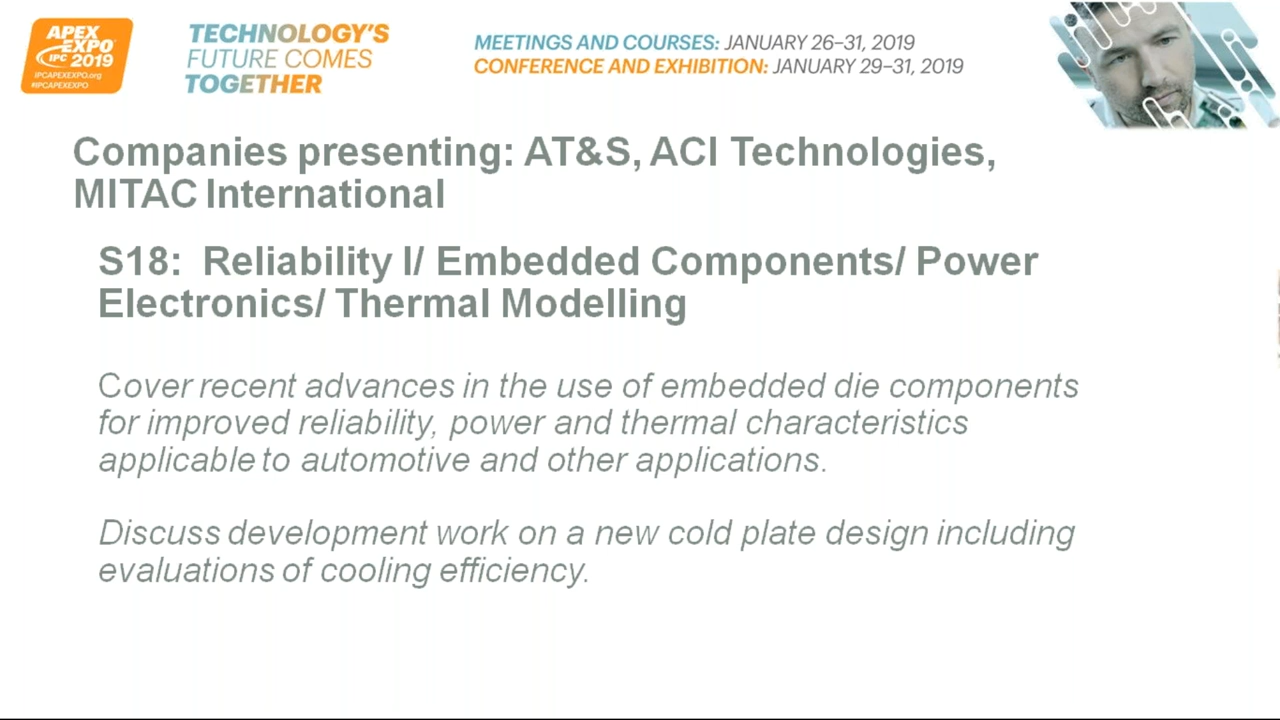 APEX
EXPO
IPC 2019
IPCAPEXEXPO.org
#IPCAPEXEXPO
TECHNOLOGY'S
FUTURE COMES
TOGETHER
MEETINGS AND COURSES: JANUARY 26–31, 2019
CONFERENCE AND EXHIBITION: JANUARY 29–31, 2019
Companies presenting: AT&S, ACI Technologies,
MITAC International
S18: Reliability I/ Embedded Components/ Power
Electronics/ Thermal Modelling
Cover recent advances in the use of embedded die components
for improved reliability, power and thermal characteristics
applicable to automotive and other applications.
Discuss development work on a new cold plate design including
evaluations of cooling efficiency.